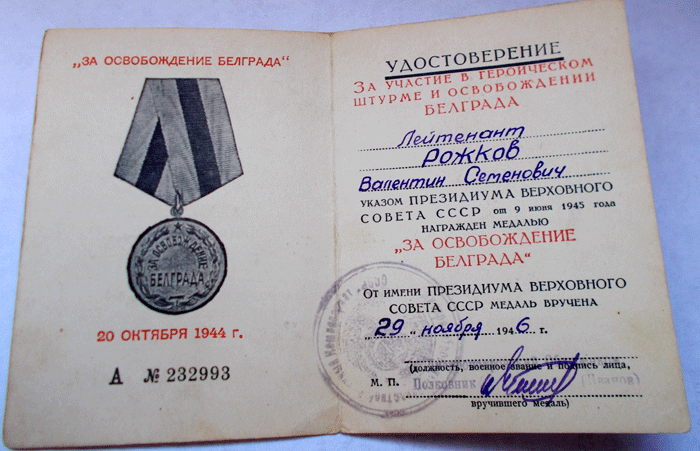 „ЗА ОСВОБОЖДЕНИЕ БЕЛГРАДА“
ЗА ОСВОБОЖДЕНИЕ
БЕЛГРАДА
20 ОКТЯБРЯ 1944 г.
А № 232993
УДОСТОВЕРЕНИЕ
ЗА УЧАСТИЕ В ГЕРОИЧЕСКОМ
ШТУРМЕ И ОСВОБОЖДЕНИИ
БЕЛГРАДА
Лейтенант
Рожков
Валентин Семенович
УКАЗОМ ПРЕЗИДИУМА ВЕРХОВНОГО
СОВЕТА СССР от 9 июня 1945 года
НАГРАЖДЕН МЕДАЛЬЮ
„ЗА ОСВОБОЖДЕНИЕ
БЕЛГРАДА“
ОТ ИМЕНИ ПРЕЗИДИУМА ВЕРХОВНОГО
СОВЕТА СССР МЕДАЛЬ ВРУЧЕНА
„29“ ноября 1946 г.
(должность, военное звание и подпись лица,
М. П. Полковник
вручившего медаль)